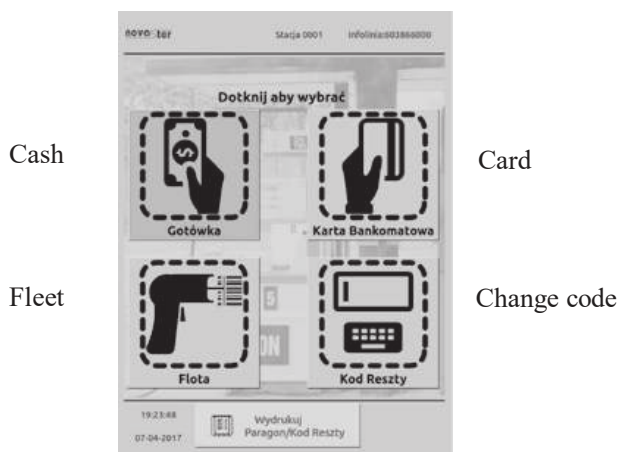 novo ter Stacja 0001 Infolinia:603866000
Dotknij aby wybrać
Cash
Card
Gotówka
Karta Bankomatowa
Fleet
Change code
Flota
Kod Reszty
19:23:48
07-04-2017
Wydrukuj
Paragon/Kod Reszty